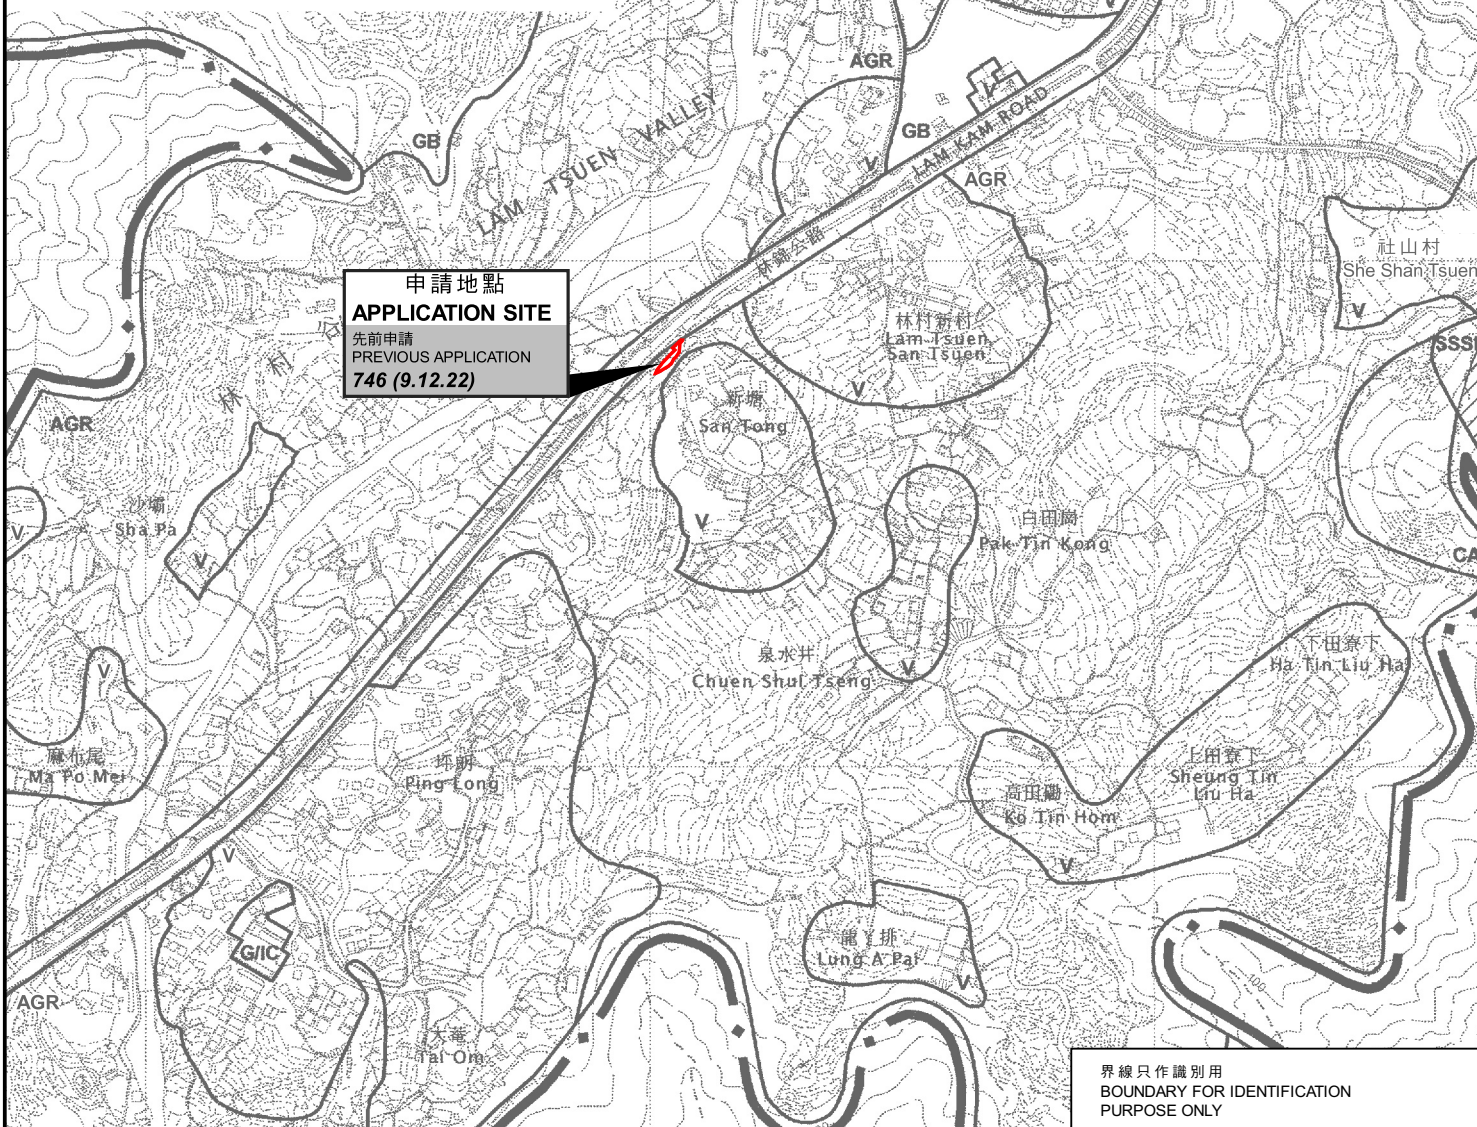 AGR
GB
V
GB
LAM KAM ROAD
V
AGR
LAM TSUEN VALLEY
林錦公路
社山村
She Shan Tsuen
V
申請地點
APPLICATION SITE
先前申請
PREVIOUS APPLICATION
746 (9.12.22)
林村谷
林村新村
Lam Tsuen
San Tsuen
V
SSSI
新塘
San Tong
V
AGR
沙壩
Sha Pa
V
V
白田崗
Pak Tin Kong
CA
泉水井
Chuen Shui Tseng
V
下田寮下
Ha Tin Liu Ha
V
麻布尾
Ma Po Mei
坪朗
Ping Long
上田寮下
Sheung Tin
Liu Ha
高田磡
Ko Tin Hom
V
V
G/IC
龍丫排
Lung A Pai
V
AGR
大菴
Tai Om
100
界線只作識別用
BOUNDARY FOR IDENTIFICATION
PURPOSE ONLY